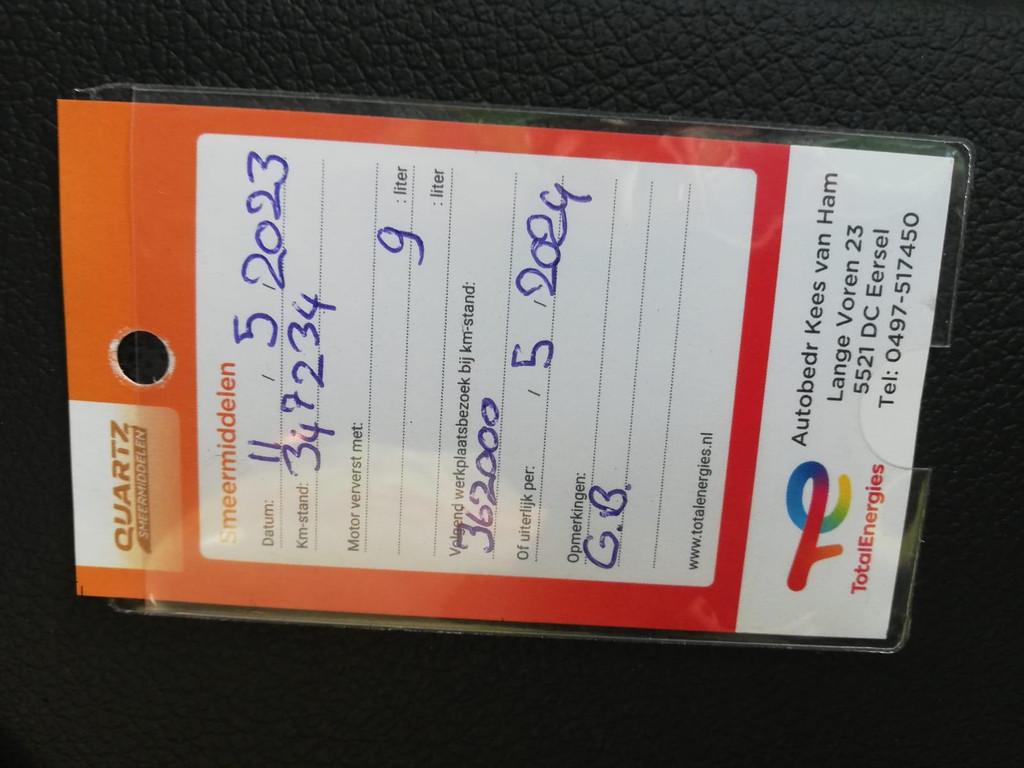 QUARTZ
SMEERMIDDELEN
Smeermiddelen
Datum: 11 / 5 / 2023
Km-stand: 347234
Motor ververst met:
9 : liter
: liter
Volgend werkplaatsbezoek bij km-stand:
362000
Of uiterlijk per: / 5 / 2024
Opmerkingen:
G.B.
www.totalenergies.nl
TotalEnergies
Autobedr Kees van Ham
Lange Voren 23
5521 DC Eersel
Tel: 0497-517450